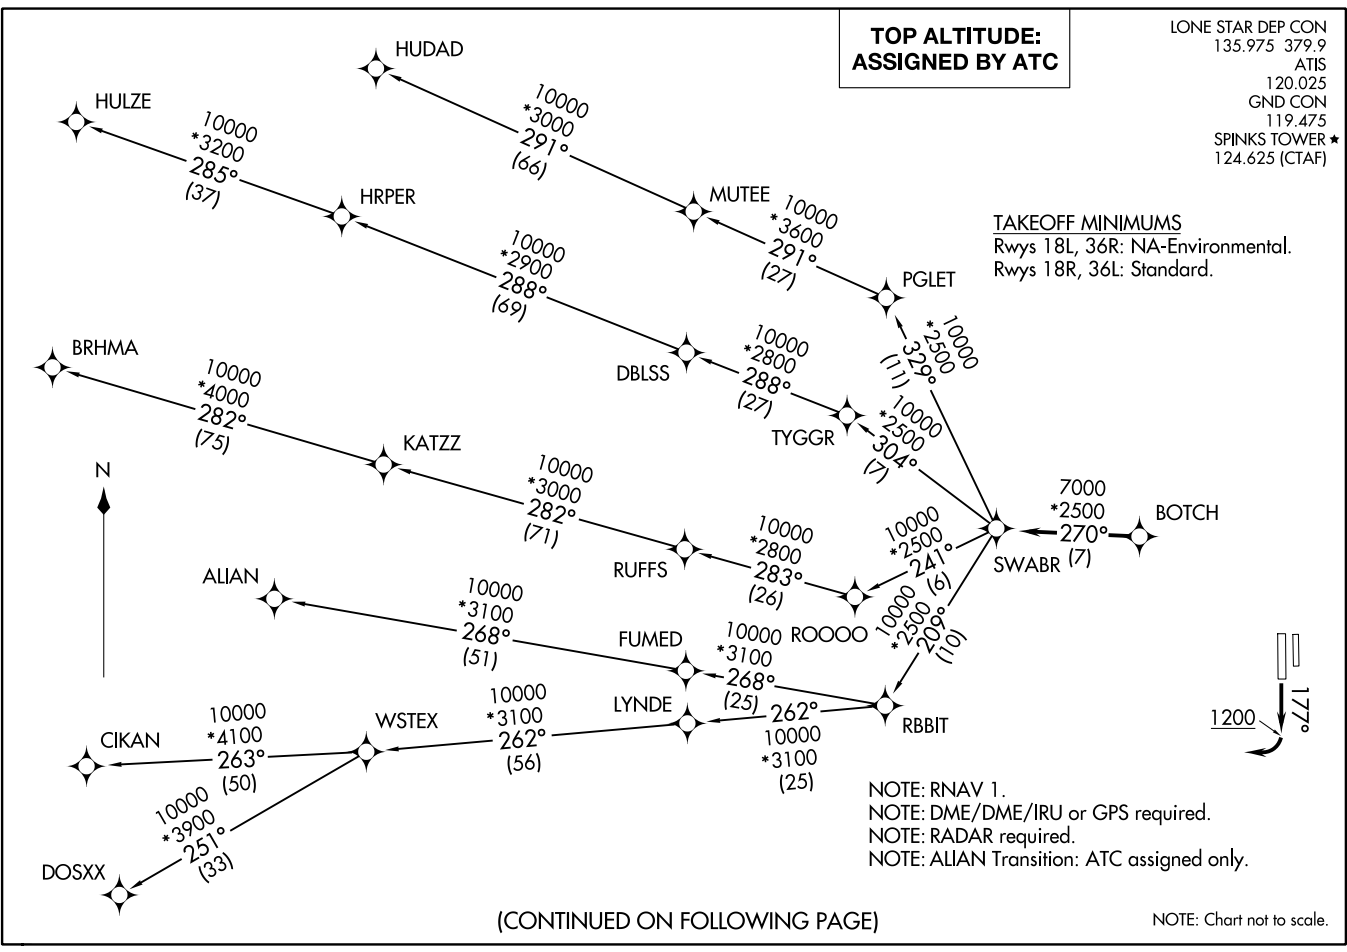 TOP ALTITUDE:
ASSIGNED BY ATC
LONE STAR DEP CON
135.975 379.9
ATIS
120.025
GND CON
119.475
SPINKS TOWER ★
124.625 (CTAF)
HUDAD
10000
*3000
291°
(66)
HULZE
10000
*3200
285°
(37)
HRPER
MUTEE
10000
*3600
291°
(27)
PGLET
TAKEOFF MINIMUMS
Rwys 18L, 36R: NA-Environmental.
Rwys 18R, 36L: Standard.
10000
*2900
288°
(69)
10000
*2500
329°
(11)
BRHMA
10000
*4000
282°
(75)
DBLSS
10000
*2800
288°
(27)
TYGGR
10000
*2500
304°
(7)
KATZZ
N
10000
*3000
282°
(71)
RUFFS
10000
*2800
283°
(26)
ROOOO
10000
*2500
241°
(6)
SWABR
7000
*2500
270°
(7)
BOTCH
ALIAN
10000
*3100
268°
(51)
FUMED
10000
*3100
268°
(25)
10000
*2500
209°
(10)
RBBIT
LYNDE
262°
10000
*3100
(25)
WSTEX
10000
*3100
262°
(56)
CIKAN
10000
*4100
263°
(50)
10000
*3900
251°
(33)
DOSXX
177°
1200
NOTE: RNAV 1.
NOTE: DME/DME/IRU or GPS required.
NOTE: RADAR required.
NOTE: ALIAN Transition: ATC assigned only.
(CONTINUED ON FOLLOWING PAGE)
NOTE: Chart not to scale.